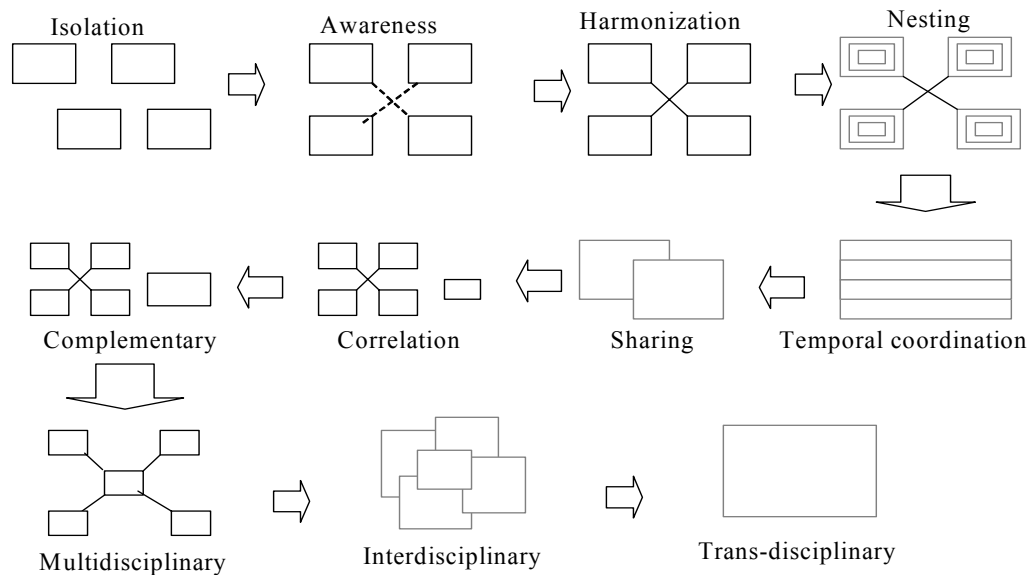 Isolation
Awareness
Harmonization
Nesting
Complementary
Correlation
Sharing
Temporal coordination
Multidisciplinary
Interdisciplinary
Trans-disciplinary